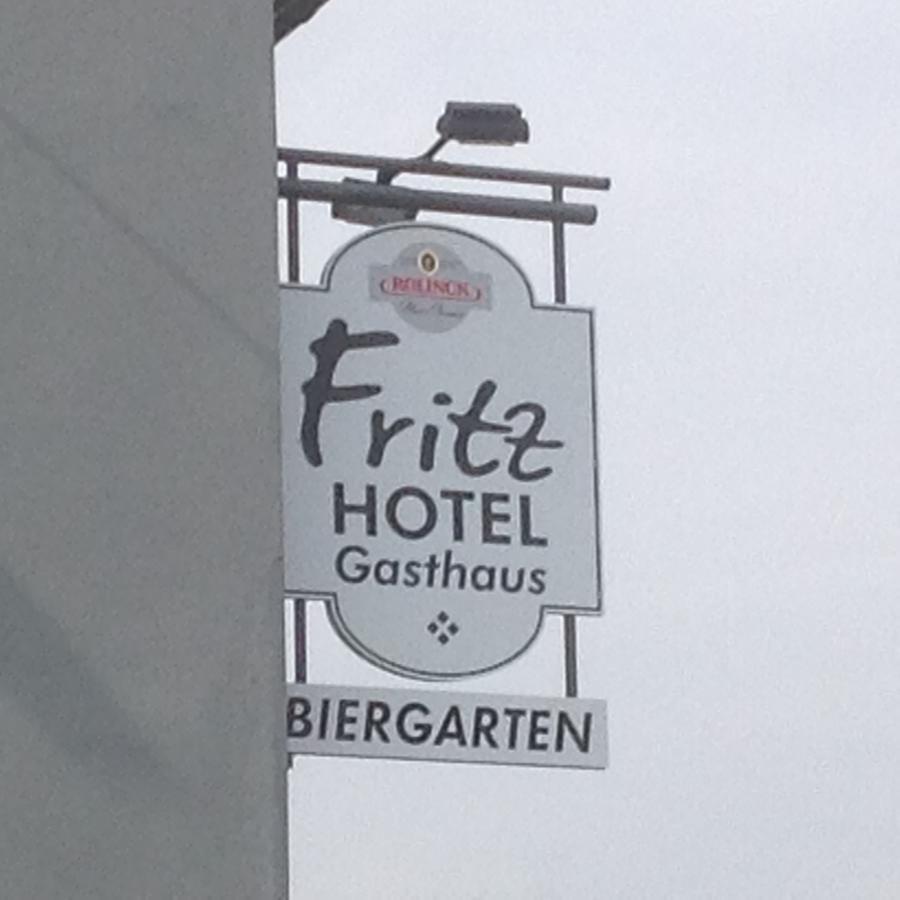 ROLINCK
Fritz
HOTEL
Gasthaus
BIERGARTEN